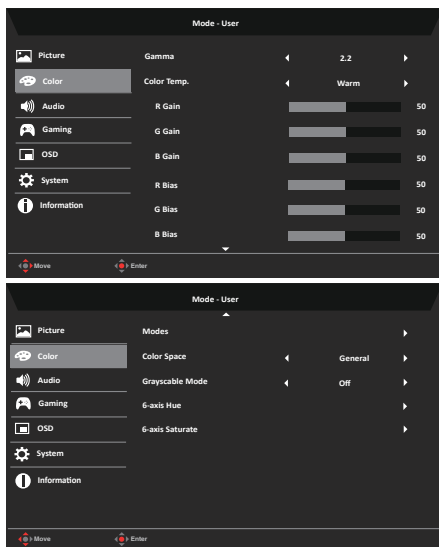 Mode - User
Picture
Gamma 2.2
Color
Color Temp. Warm
Audio
R Gain 50
Gaming
G Gain 50
OSD
B Gain 50
System
R Bias 50
Information
G Bias 50
B Bias 50
Move Enter
Mode - User
Picture
Modes
Color
Color Space General
Audio
Grayscable Mode Off
Gaming
6-axis Hue
OSD
6-axis Saturate
System
Information
Move Enter